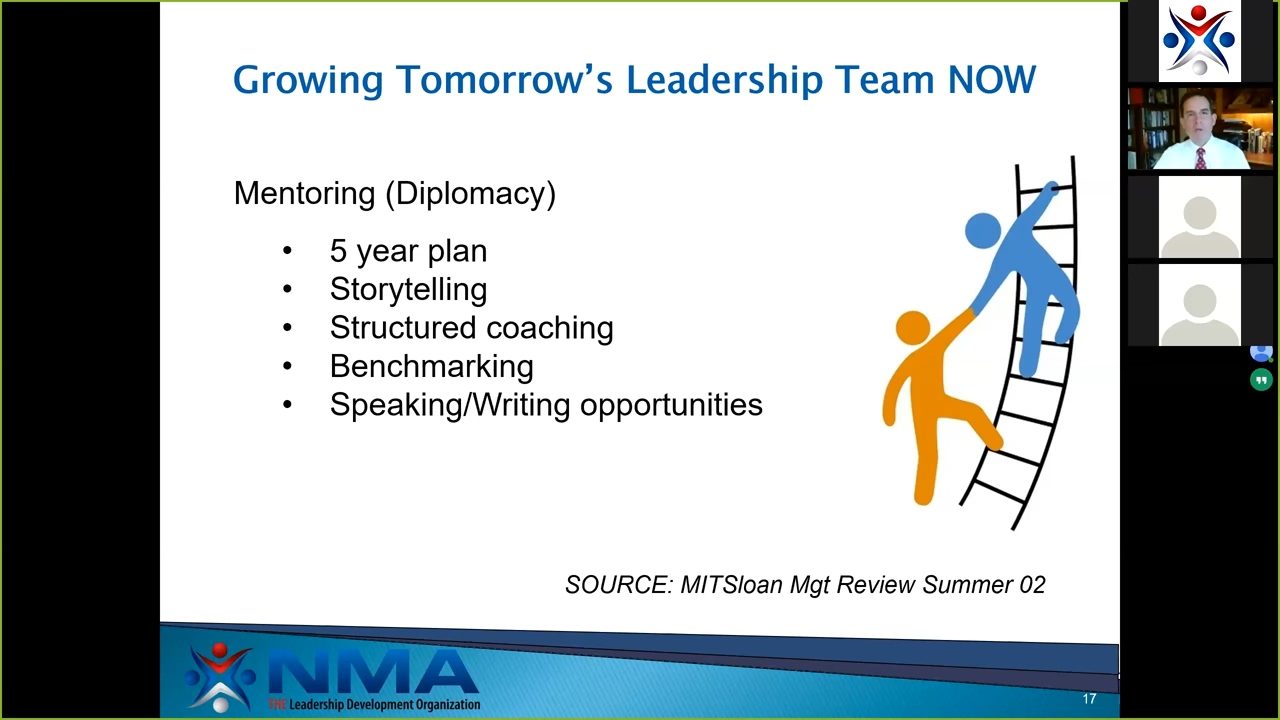 Growing Tomorrow’s Leadership Team NOW
Mentoring (Diplomacy)
• 5 year plan
• Storytelling
• Structured coaching
• Benchmarking
• Speaking/Writing opportunities
SOURCE: MITSloan Mgt Review Summer 02
NMA
THE Leadership Development Organization
17